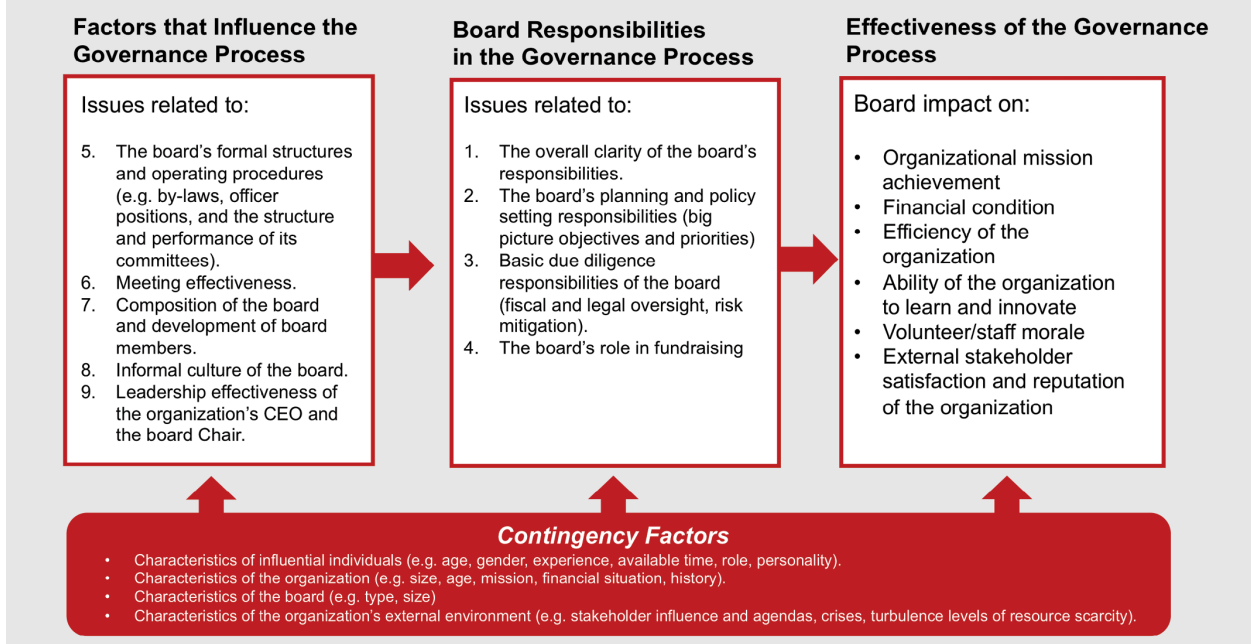 Factors that Influence the
Governance Process
Issues related to:
5. The board's formal structures
and operating procedures
(e.g. by-laws, officer
positions, and the structure
and performance of its
committees).
6. Meeting effectiveness.
7. Composition of the board
and development of board
members.
8. Informal culture of the board.
9. Leadership effectiveness of
the organization's CEO and
the board Chair.
Board Responsibilities
in the Governance Process
Issues related to:
1. The overall clarity of the board's
responsibilities.
2. The board's planning and policy
setting responsibilities (big
picture objectives and priorities)
3. Basic due diligence
responsibilities of the board
(fiscal and legal oversight, risk
mitigation).
4. The board's role in fundraising
Effectiveness of the Governance
Process
Board impact on:
• Organizational mission
achievement
• Financial condition
• Efficiency of the
organization
• Ability of the organization
to learn and innovate
• Volunteer/staff morale
• External stakeholder
satisfaction and reputation
of the organization
Contingency Factors
• Characteristics of influential individuals (e.g. age, gender, experience, available time, role, personality).
• Characteristics of the organization (e.g. size, age, mission, financial situation, history).
• Characteristics of the board (e.g. type, size)
• Characteristics of the organization's external environment (e.g. stakeholder influence and agendas, crises, turbulence levels of resource scarcity).